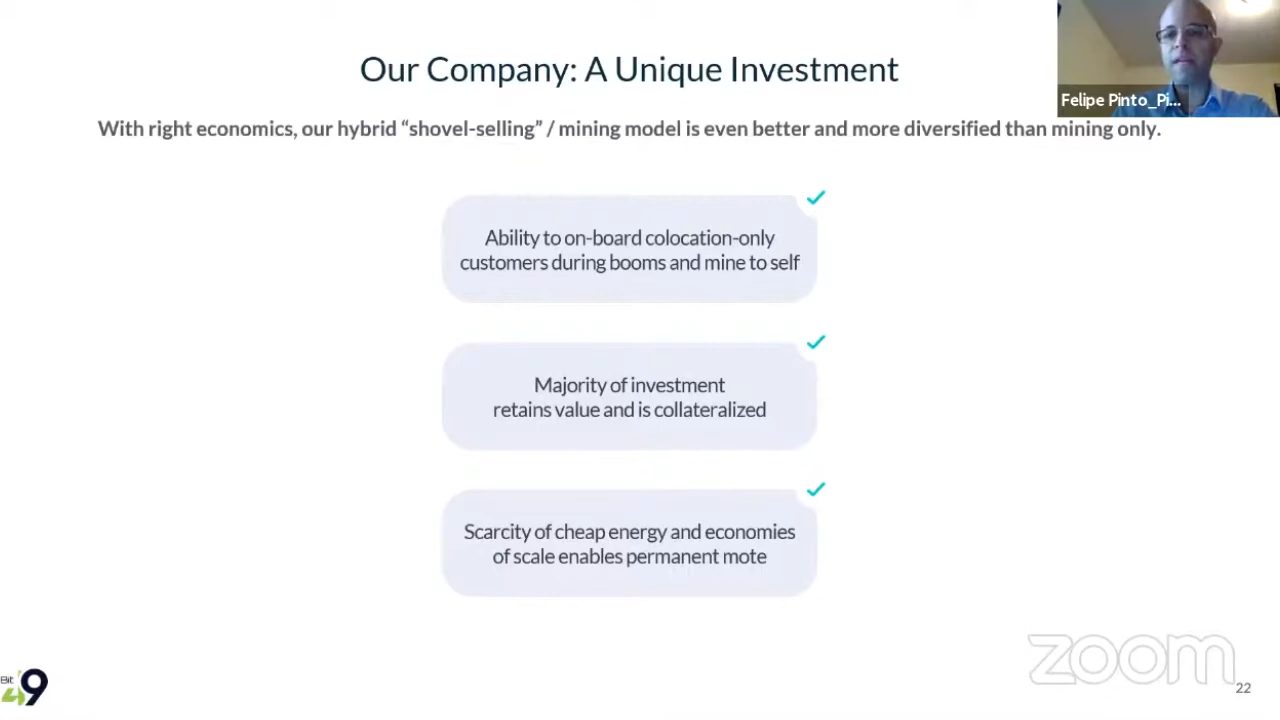 Our Company: A Unique Investment
Felipe Pinto_Pi...
With right economics, our hybrid “shovel-selling” / mining model is even better and more diversified than mining only.
Ability to on-board colocation-only
customers during booms and mine to self
Majority of investment
retains value and is collateralized
Scarcity of cheap energy and economies
of scale enables permanent mote
zoom
Bit
49
22